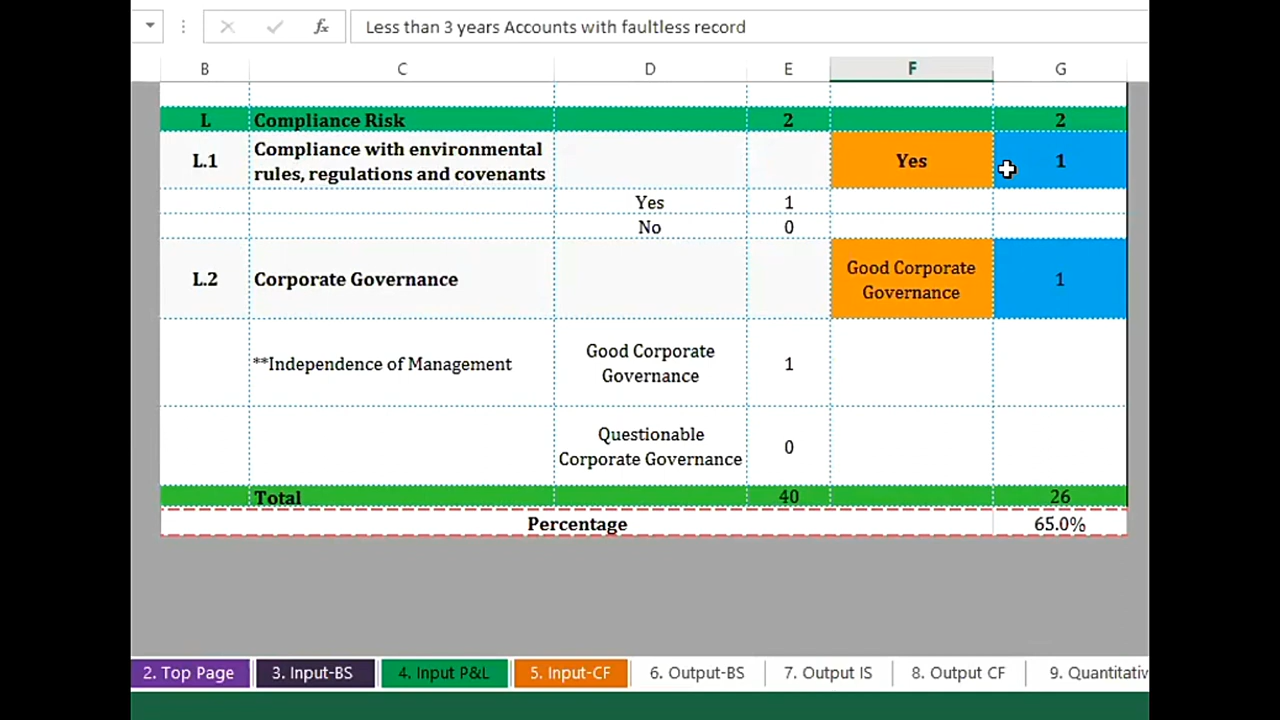 fx Less than 3 years Accounts with faultless record
B C D E F G
L Compliance Risk 2 2
L.1 Compliance with environmental rules, regulations and covenants Yes 1
Yes 1
No 0
L.2 Corporate Governance Good Corporate Governance 1
**Independence of Management Good Corporate Governance 1
Questionable Corporate Governance 0
Total 40 26
Percentage 65.0%
2. Top Page 3. Input-BS 4. Input P&L 5. Input-CF 6. Output-BS 7. Output IS 8. Output CF 9. Quantitativ